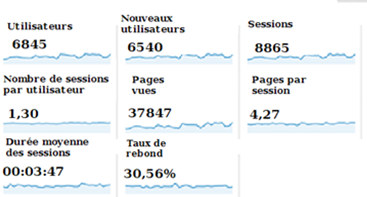 Utilisateurs
6845
Nouveaux
utilisateurs
6540
Sessions
8865
Nombre de sessions
par utilisateur
1,30
Pages
vues
37847
Pages par
session
4,27
Durée moyenne
des sessions
00:03:47
Taux de
rebond
30,56%